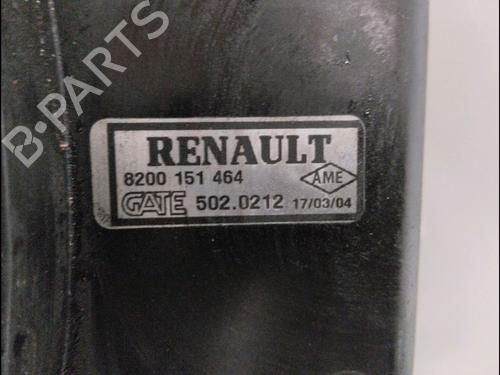 B-PARTS
RENAULT
8200 151 464
AME
GATE 502.0212 17/03/04